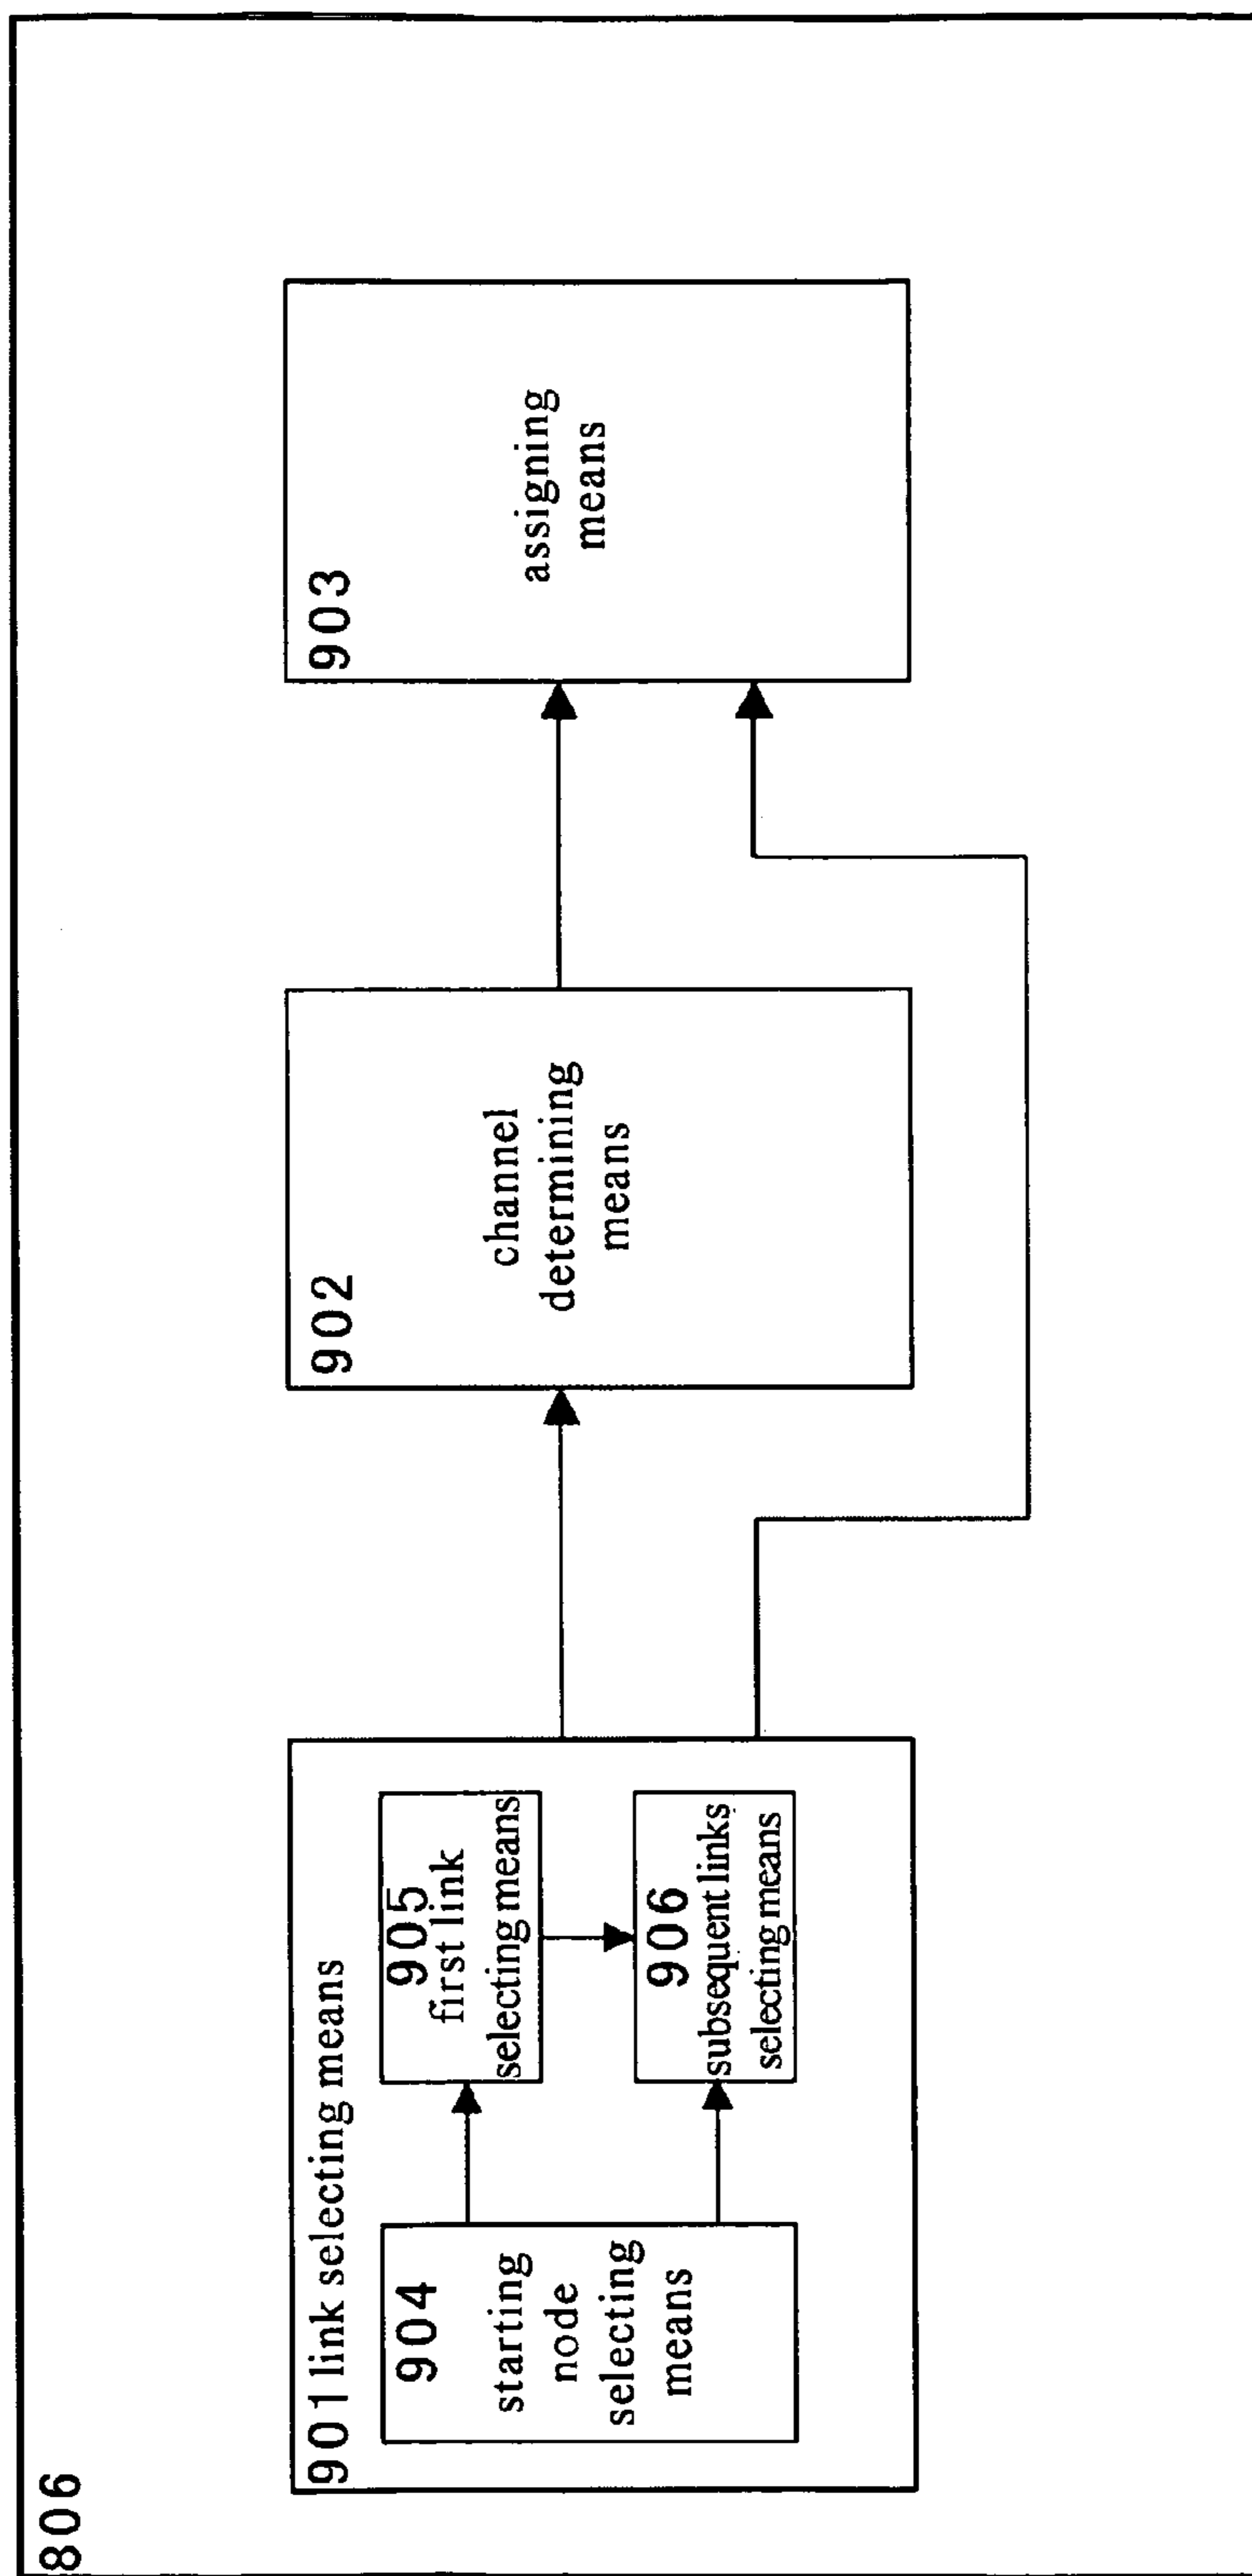 806
901 link selecting means
904
starting
node
selecting
means
905
first link
selecting means
906
subsequent links
selecting means
902
channel
determining
means
903
assigning
means